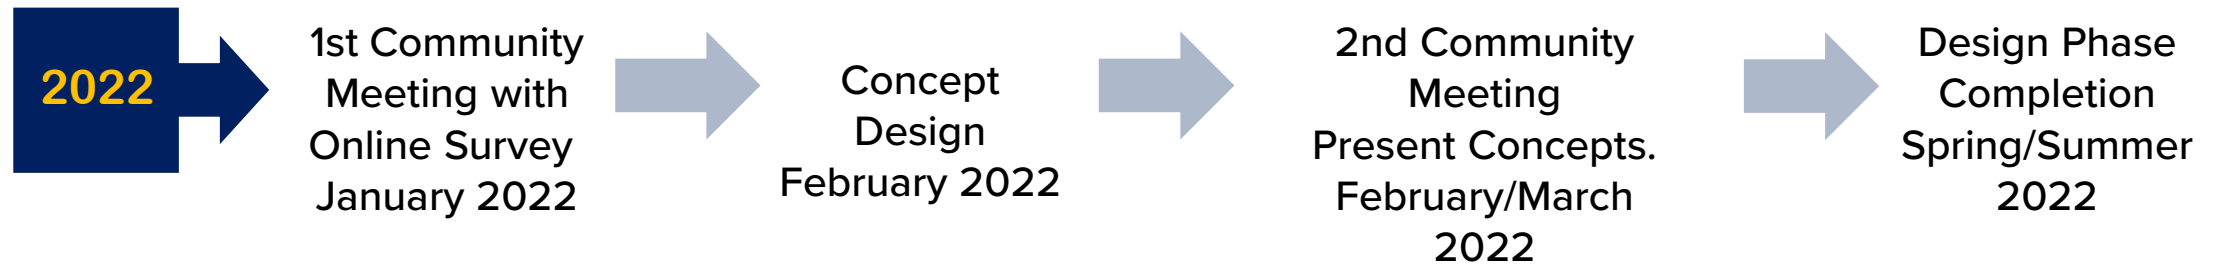 2022
1st Community
Meeting with
Online Survey
January 2022
Concept
Design
February 2022
2nd Community
Meeting
Present Concepts.
February/March
2022
Design Phase
Completion
Spring/Summer
2022